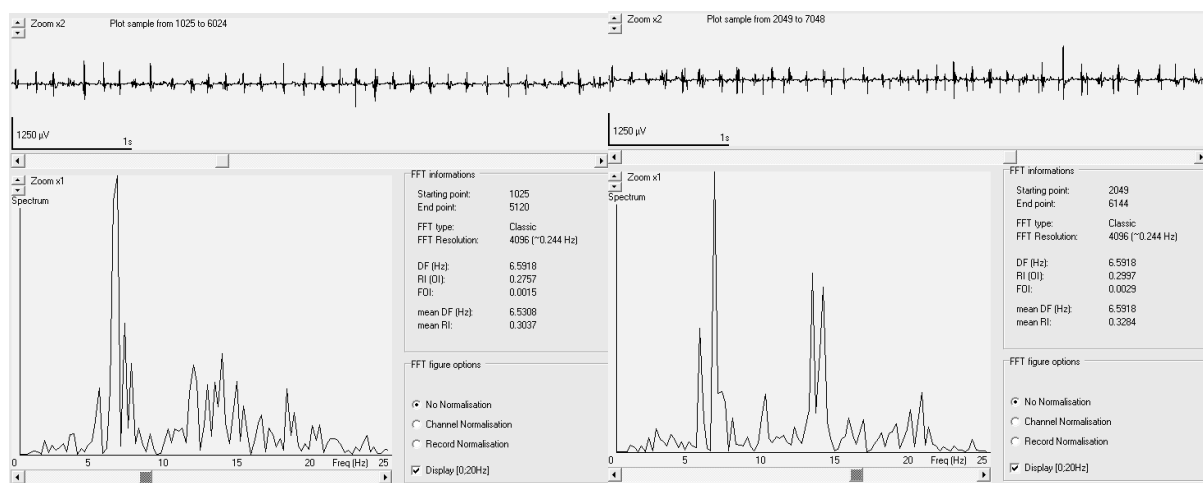 Zoom x2 Plot sample from 1025 to 6024
1250 µV
1s
Zoom x1
Spectrum
0 5 10 15 20 Freq (Hz) 25
FFT informations
Starting point: 1025
End point: 5120
FFT type: Classic
FFT Resolution: 4096 (~0.244 Hz)
DF (Hz): 6.5918
RI (OI): 0.2757
FOI: 0.0015
mean DF (Hz): 6.5308
mean RI: 0.3037
FFT figure options
No Normalisation
Channel Normalisation
Record Normalisation
Display [0;20Hz]
Zoom x2 Plot sample from 2049 to 7048
1250 µV
1s
Zoom x1
Spectrum
0 5 10 15 20 Freq (Hz) 25
FFT informations
Starting point: 2049
End point: 6144
FFT type: Classic
FFT Resolution: 4096 (~0.244 Hz)
DF (Hz): 6.5918
RI (OI): 0.2997
FOI: 0.0029
mean DF (Hz): 6.5918
mean RI: 0.3284
FFT figure options
No Normalisation
Channel Normalisation
Record Normalisation
Display [0;20Hz]